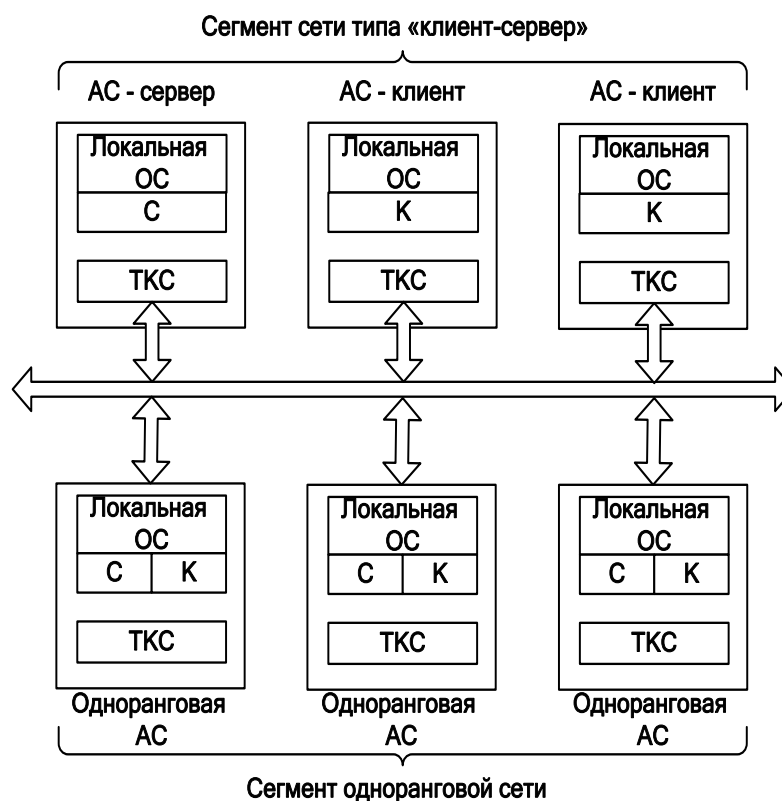 Сегмент сети типа «клиент-сервер»
АС - сервер
АС - клиент
АС - клиент
Локальная
ОС
С
ТКС
Локальная
ОС
К
ТКС
Локальная
ОС
К
ТКС
Локальная
ОС
С К
ТКС
Локальная
ОС
С К
ТКС
Локальная
ОС
С К
ТКС
Одноранговая
АС
Одноранговая
АС
Одноранговая
АС
Сегмент одноранговой сети